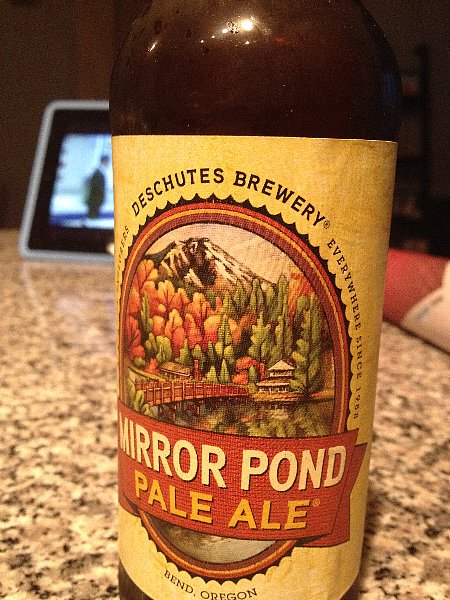 DESCHUTES BREWERY®
EVERYWHERE SINCE 1988
MIRROR POND
PALE ALE®
BEND, OREGON